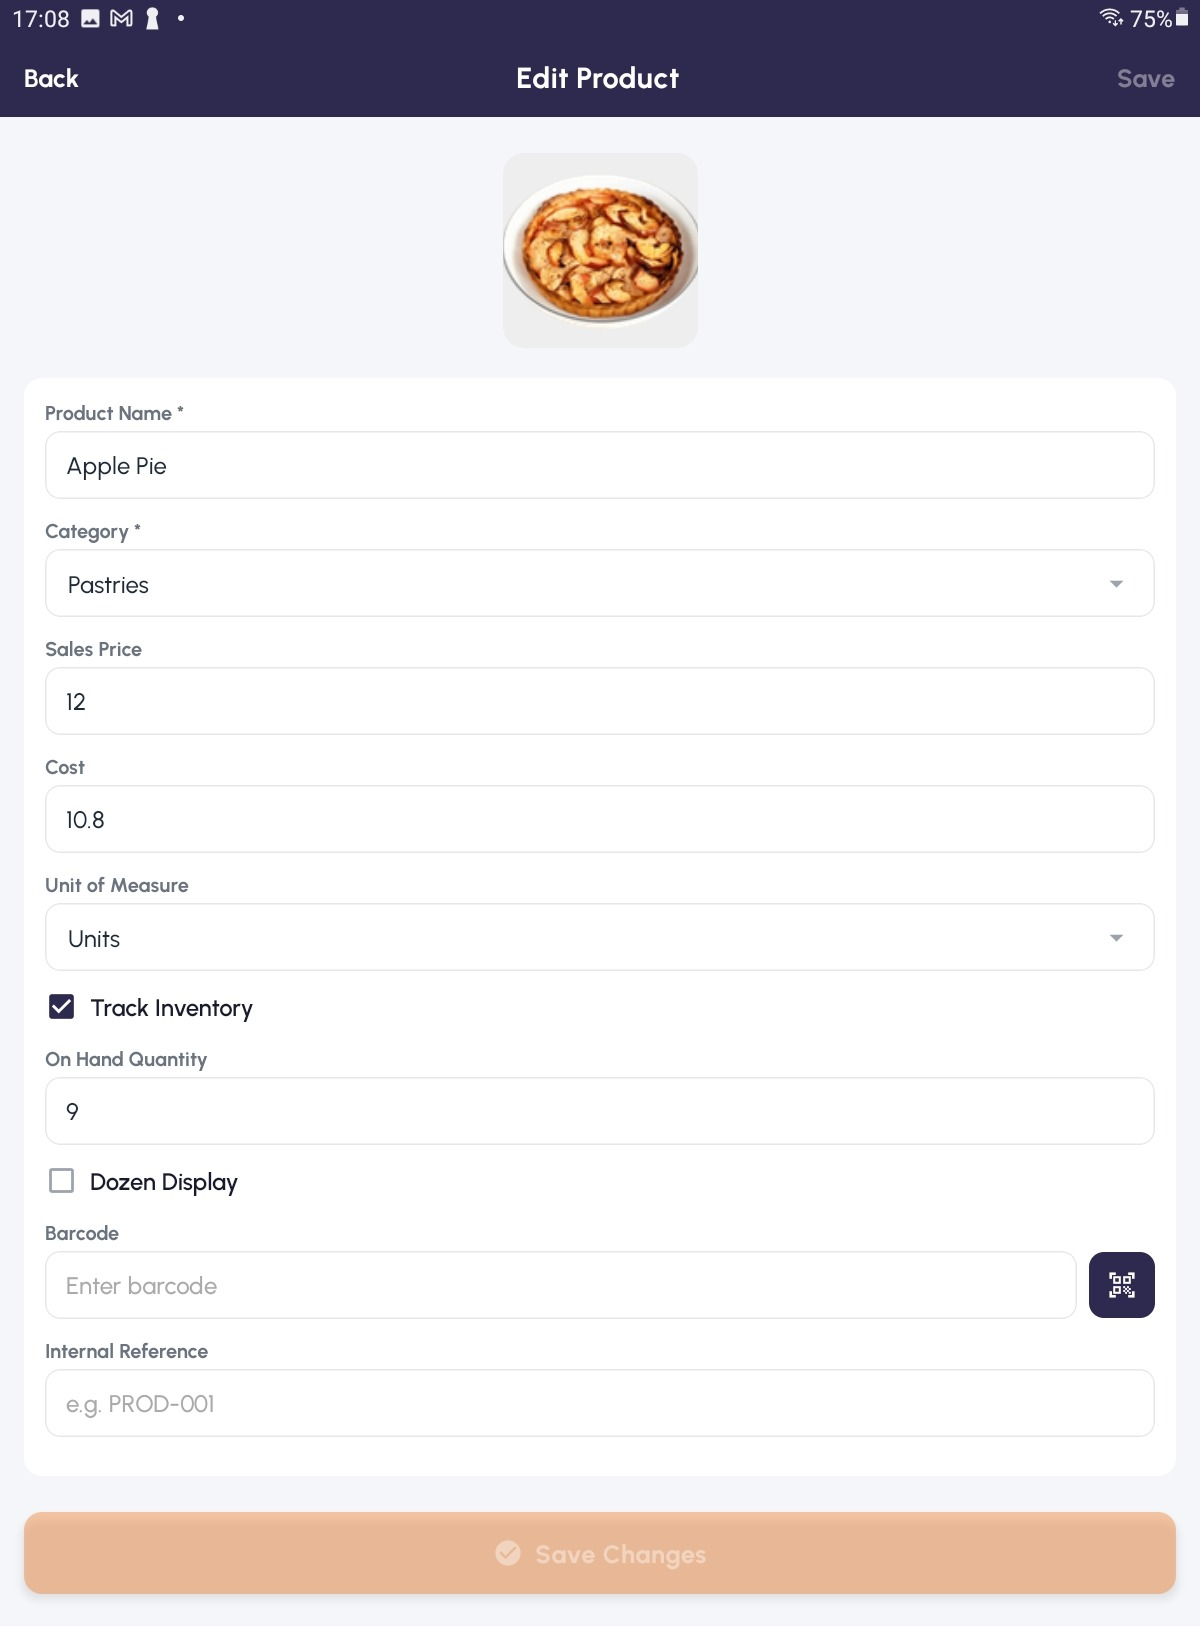 17:08 75%
Back Edit Product Save
Product Name *
Apple Pie
Category *
Pastries
Sales Price
12
Cost
10.8
Unit of Measure
Units
Track Inventory
On Hand Quantity
9
Dozen Display
Barcode
Enter barcode
Internal Reference
e.g. PROD-001
Save Changes